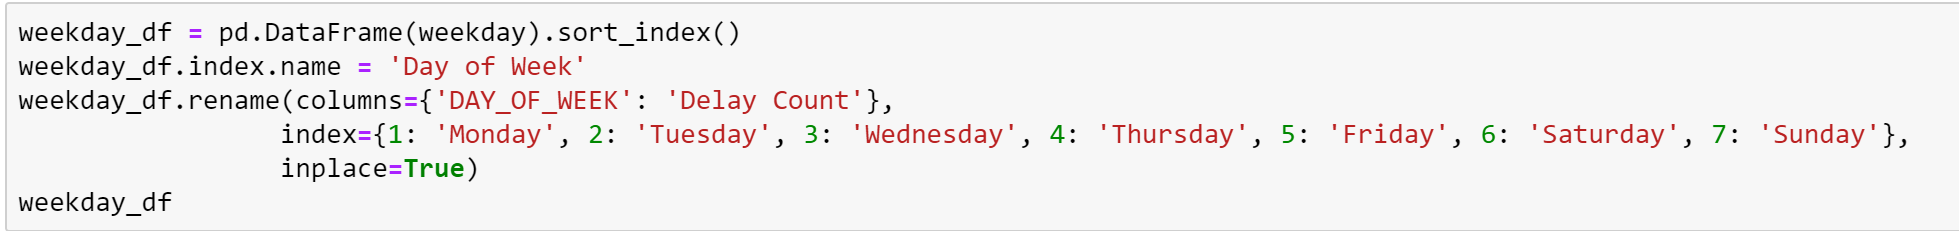 weekday_df = pd.DataFrame(weekday).sort_index()
weekday_df.index.name = 'Day of Week'
weekday_df.rename(columns={'DAY_OF_WEEK': 'Delay Count'},
                 index={1: 'Monday', 2: 'Tuesday', 3: 'Wednesday', 4: 'Thursday', 5: 'Friday', 6: 'Saturday', 7: 'Sunday'},
                 inplace=True)
weekday_df